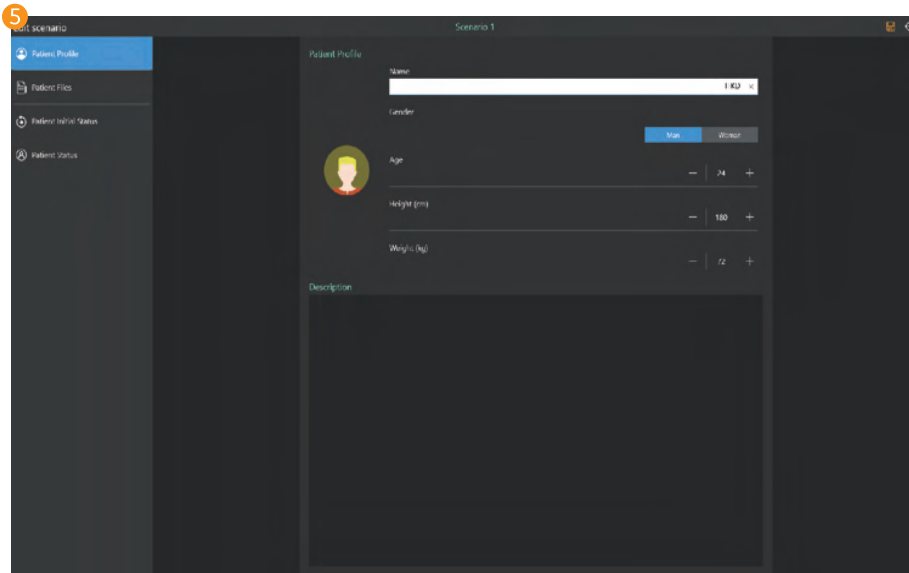 5
Edit scenario
Scenario 1
Patient Profile
Patient Files
Patient Initial Status
Patient Status
Patient Profile
Name
Gender
Man Woman
Age
— 24 +
Height (cm)
— 180 +
Weight (kg)
— 72 +
Description